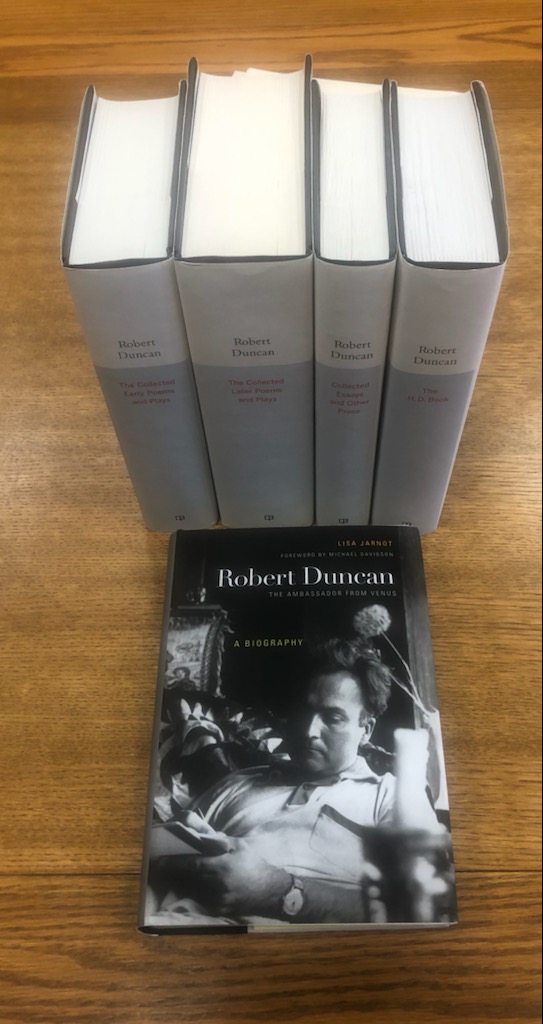 Robert
Duncan
The Collected
Early Poems
and Plays
Robert
Duncan
The Collected
Later Poems
and Plays
Robert
Duncan
Collected
Essays
and Other
Prose
Robert
Duncan
The
H.D. Book
LISA JARNOT
FOREWORD BY MICHAEL DAVIDSON
Robert Duncan
THE AMBASSADOR FROM VENUS
A BIOGRAPHY